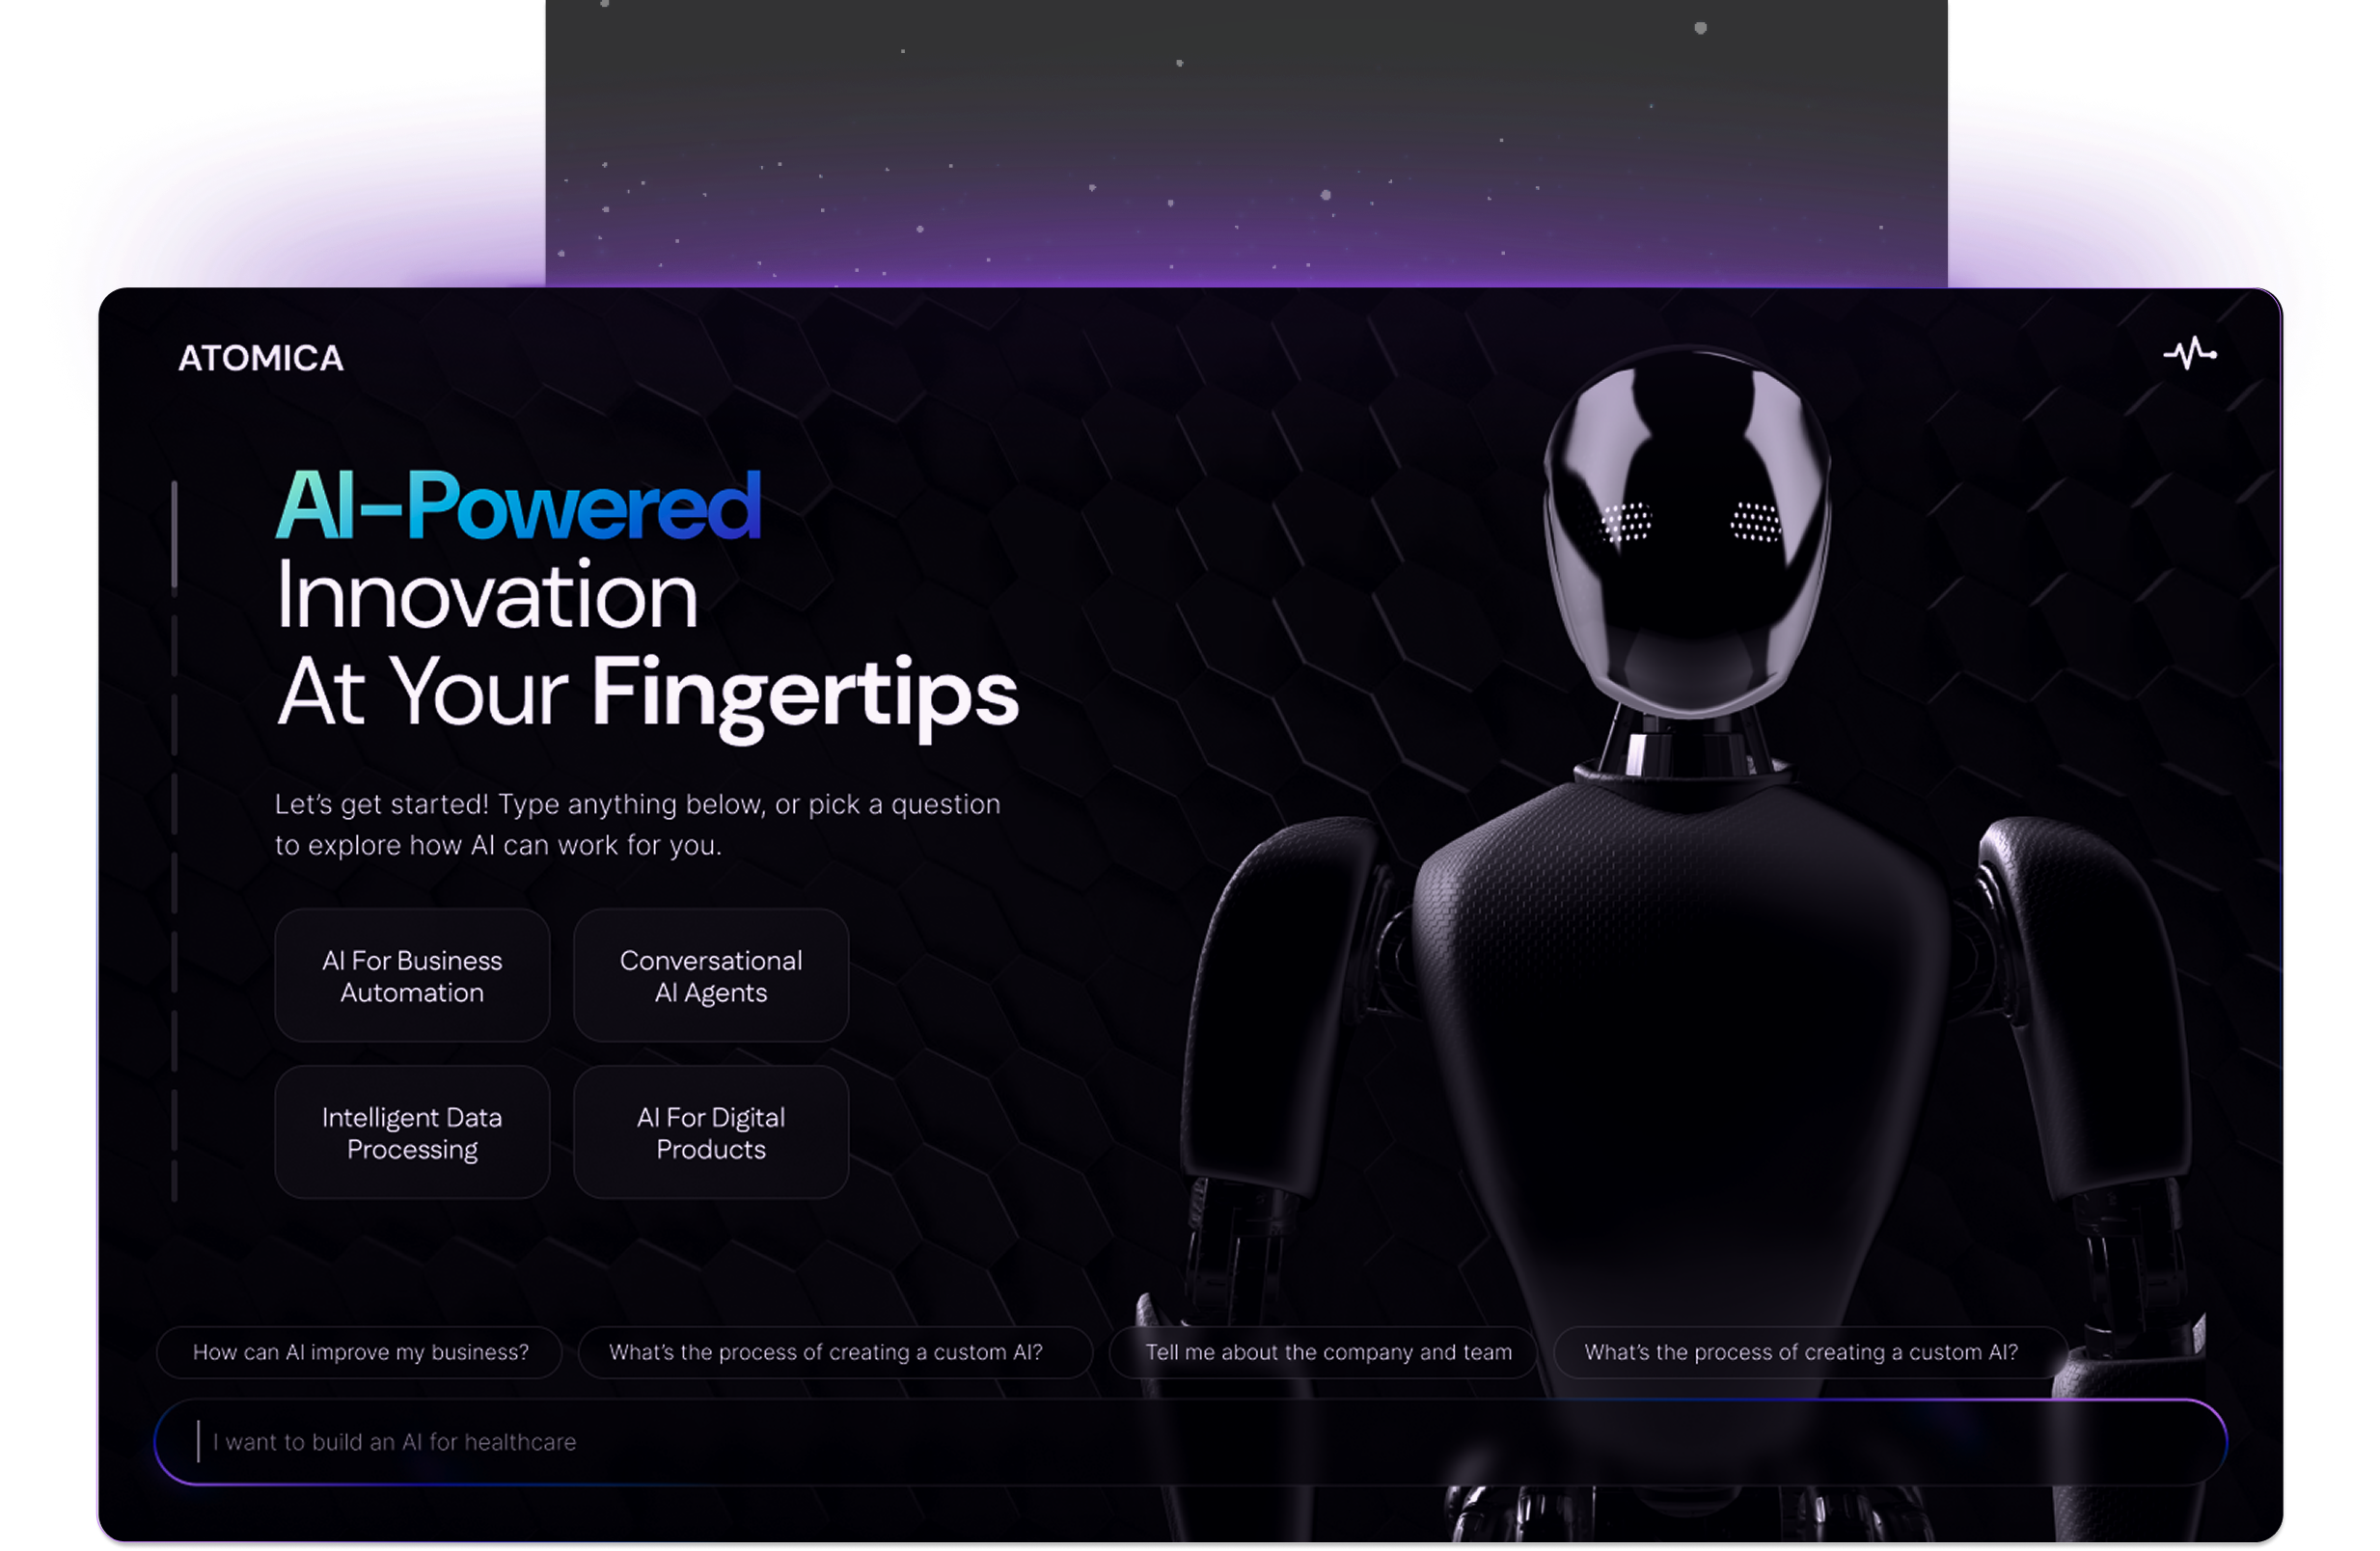 ATOMICA
AI–Powered
Innovation
At Your Fingertips
Let’s get started! Type anything below, or pick a question
to explore how AI can work for you.
AI For Business
Automation
Conversational
AI Agents
Intelligent Data
Processing
AI For Digital
Products
How can AI improve my business?
What’s the process of creating a custom AI?
Tell me about the company and team
What’s the process of creating a custom AI?
I want to build an AI for healthcare